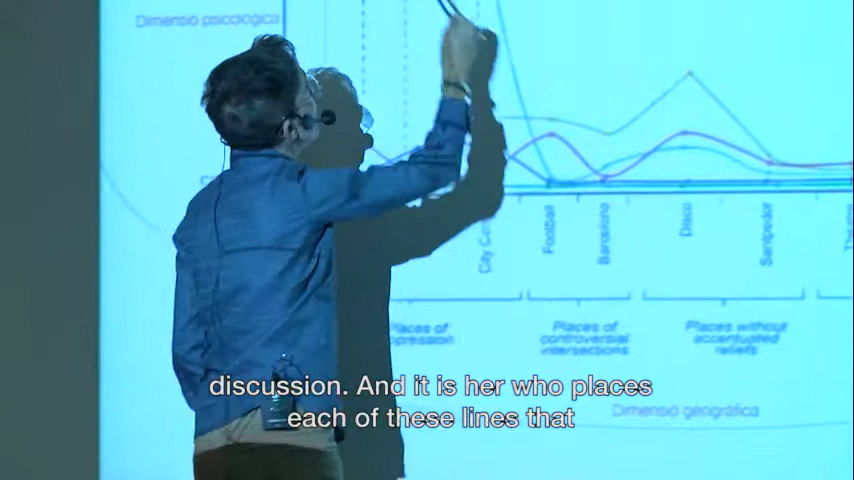 Dimensió psicològica
City Ce
Football
Barcelona
Disco
Santpedor
Theatre
Places of
oppression
Places of
controversial
intersections
Places without
accentuated
reliefs
discussion. And it is her who places
each of these lines that
Dimensió geogràfica